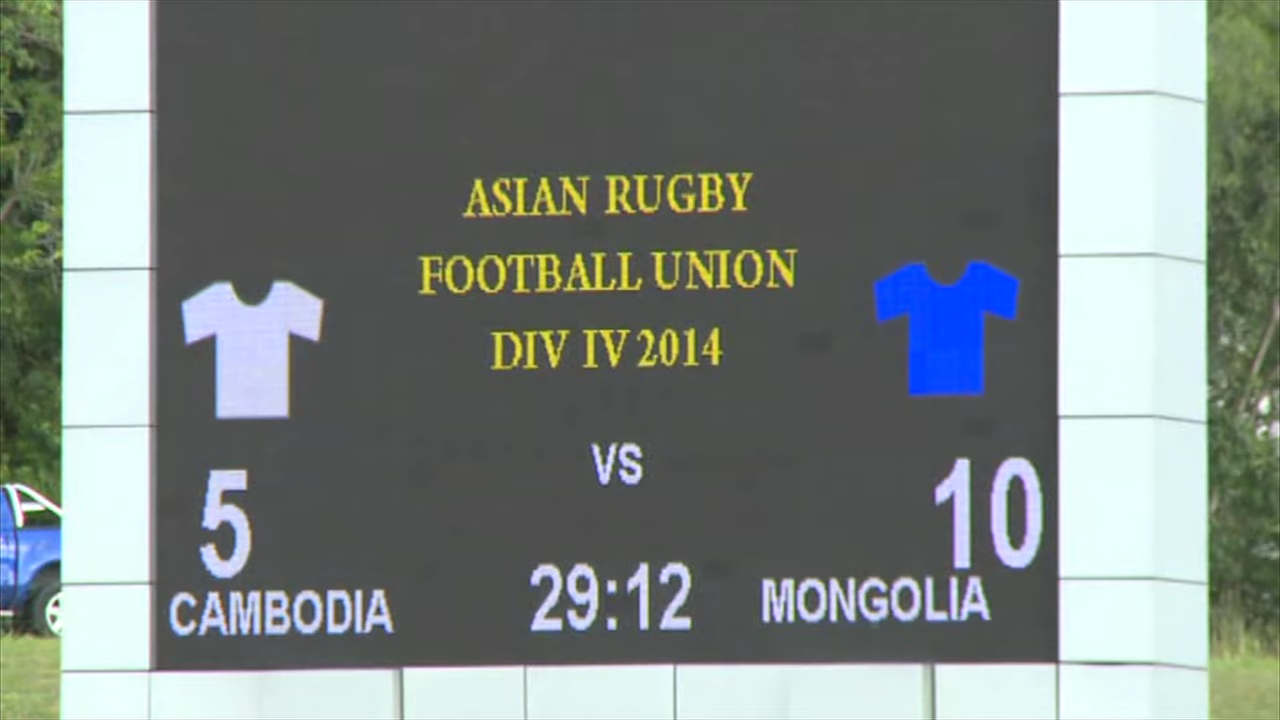 ASIAN RUGBY
FOOTBALL UNION
DIV IV 2014
VS
5
10
CAMBODIA
29:12
MONGOLIA